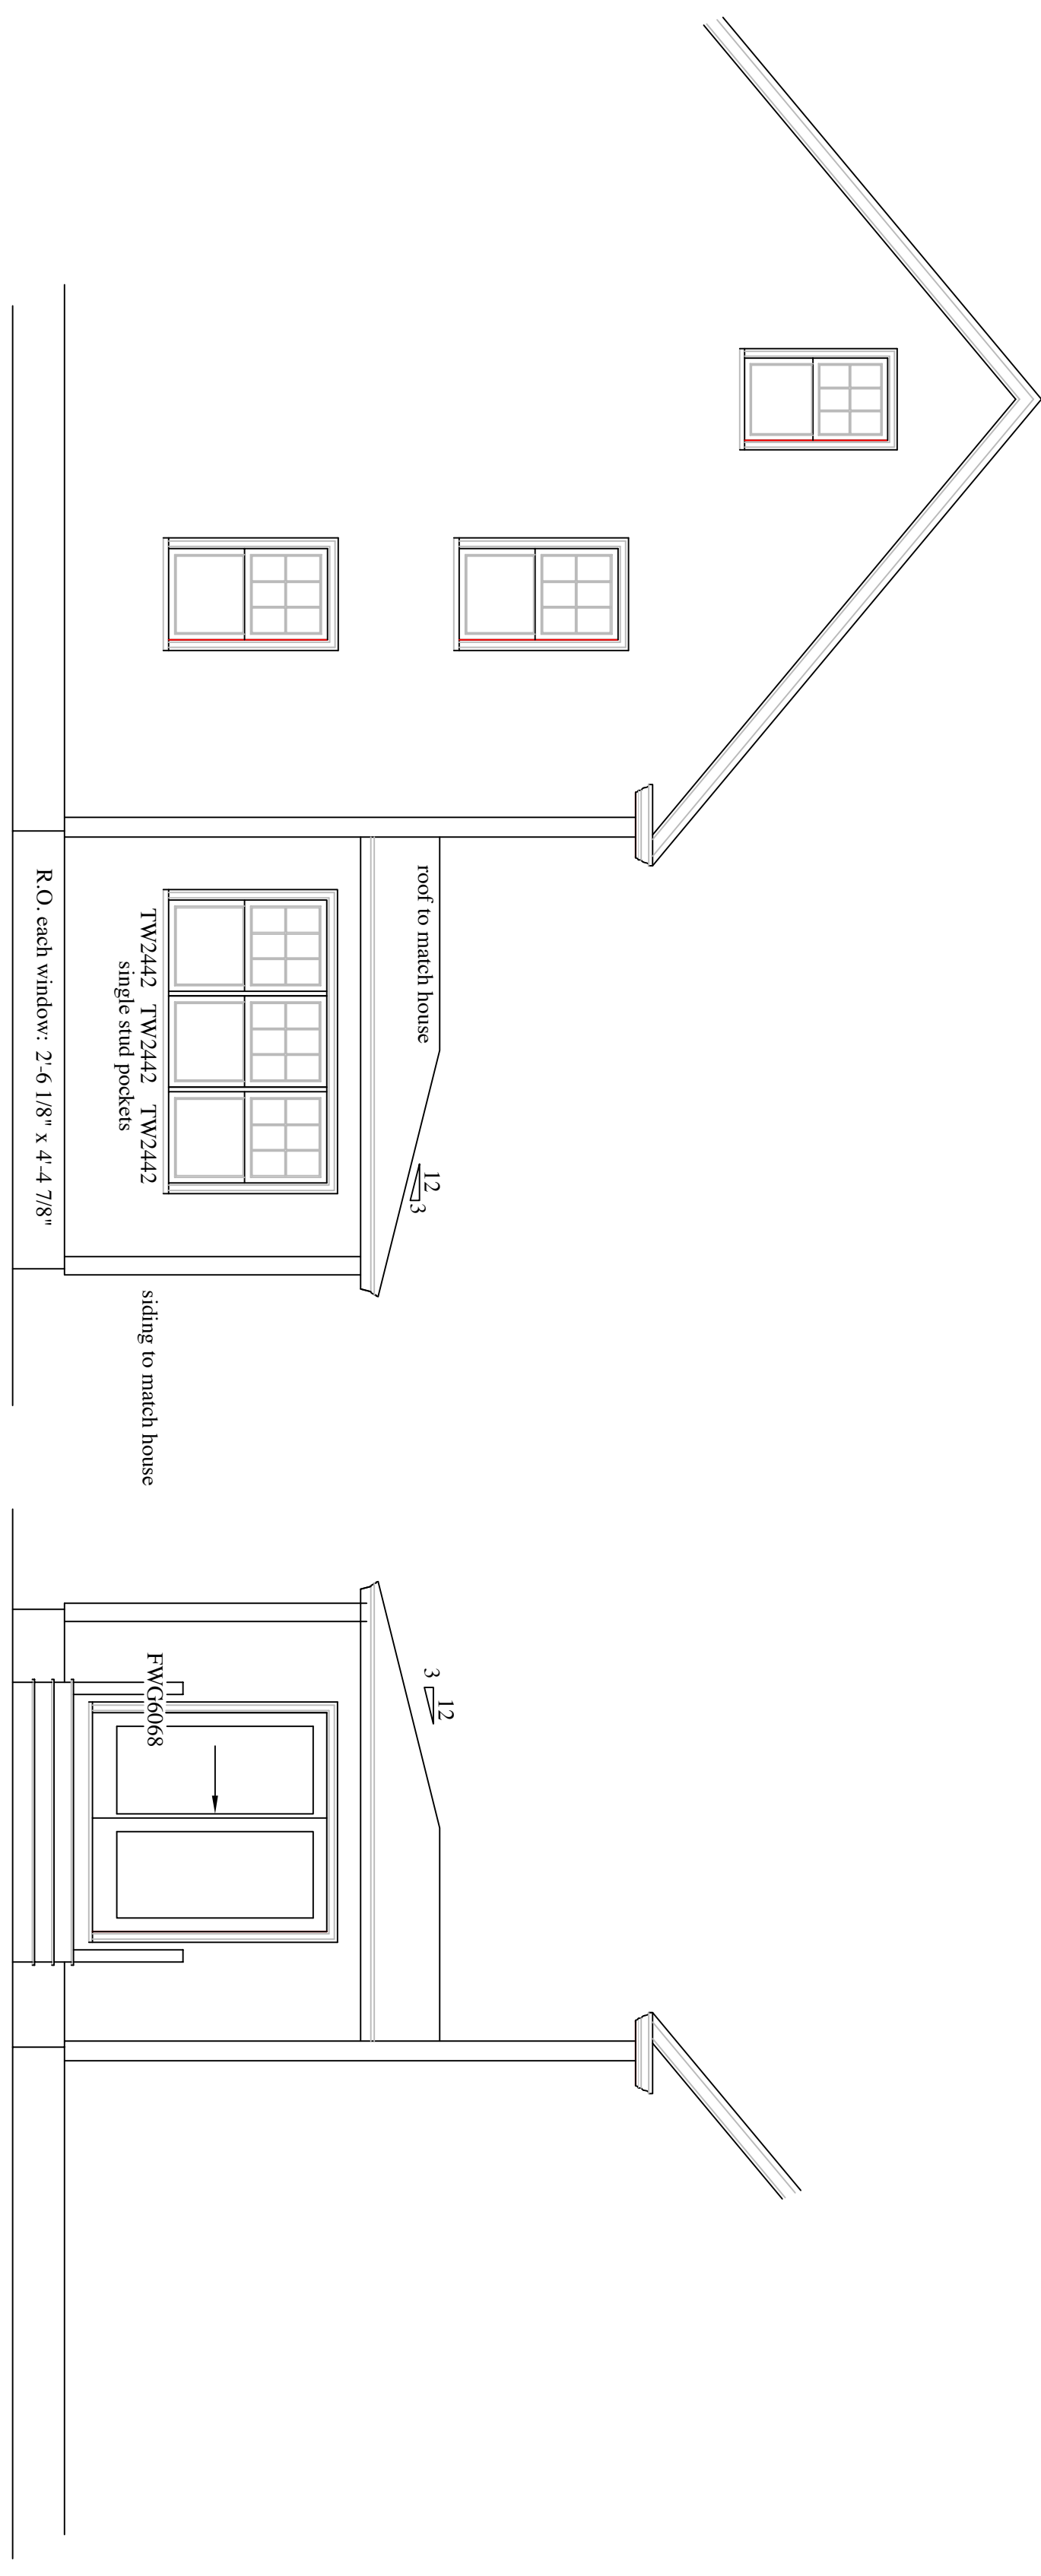 roof to match house
12
3
TW2442 TW2442 TW2442
single stud pockets
R.O. each window: 2'-6 1/8" x 4'-4 7/8"
siding to match house
12
3
FWG6068